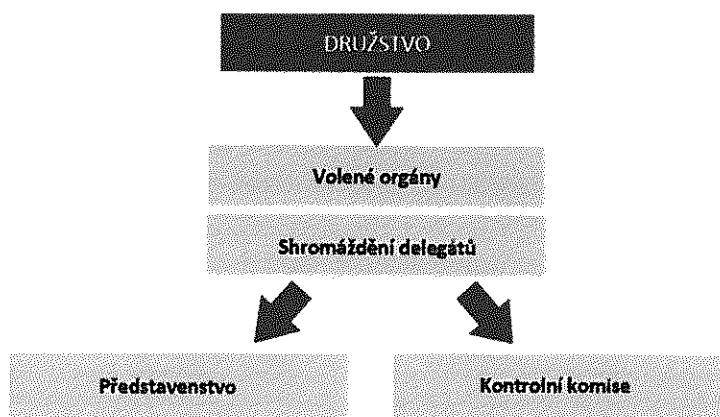 DRUŽSTVO
Volené orgány
Shromáždění delegátů
Představenstvo
Kontrolní komise